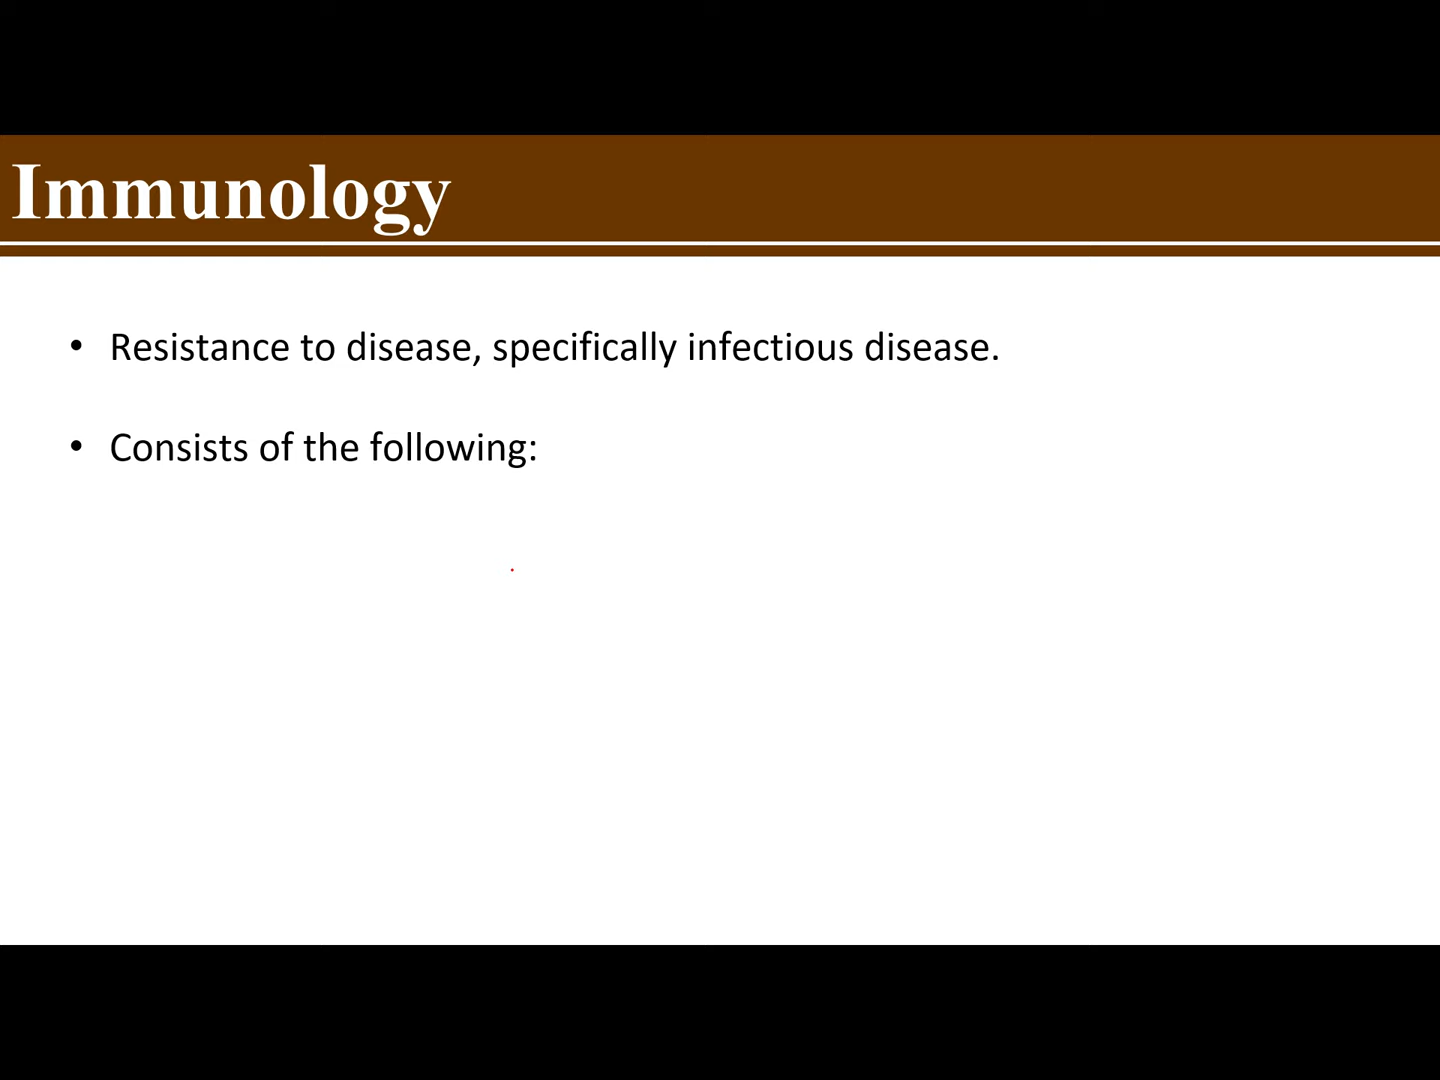 Immunology
• Resistance to disease, specifically infectious disease.
• Consists of the following: